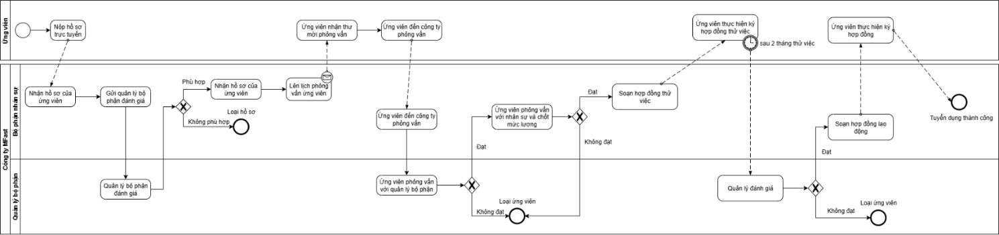 Ứng viên
Nộp hồ sơ
trực tuyến
Ứng viên nhận thư
mời phỏng vấn
Ứng viên đến công ty
phỏng vấn
Ứng viên thực hiện ký
hợp đồng thử việc
sau 2 tháng thử việc
Ứng viên thực hiện ký
hợp đồng
Công ty MFast
Bộ phận nhân sự
Nhận hồ sơ của
ứng viên
Gửi quản lý bộ
phận đánh giá
Phù hợp
Không phù hợp
Nhận hồ sơ của
ứng viên
Loại hồ sơ
Lên lịch phỏng
vấn ứng viên
Ứng viên đến công ty
phỏng vấn
Đạt
Ứng viên phỏng vấn
với nhân sự và chốt
mức lương
Đạt
Không đạt
Soạn hợp đồng thử
việc
Đạt
Soạn hợp đồng lao
động
Tuyển dụng thành công
Quản lý bộ phận
Quản lý bộ phận
đánh giá
Ứng viên phỏng vấn
với quản lý bộ phận
Không đạt
Loại ứng viên
Quản lý đánh giá
Không đạt
Loại ứng viên